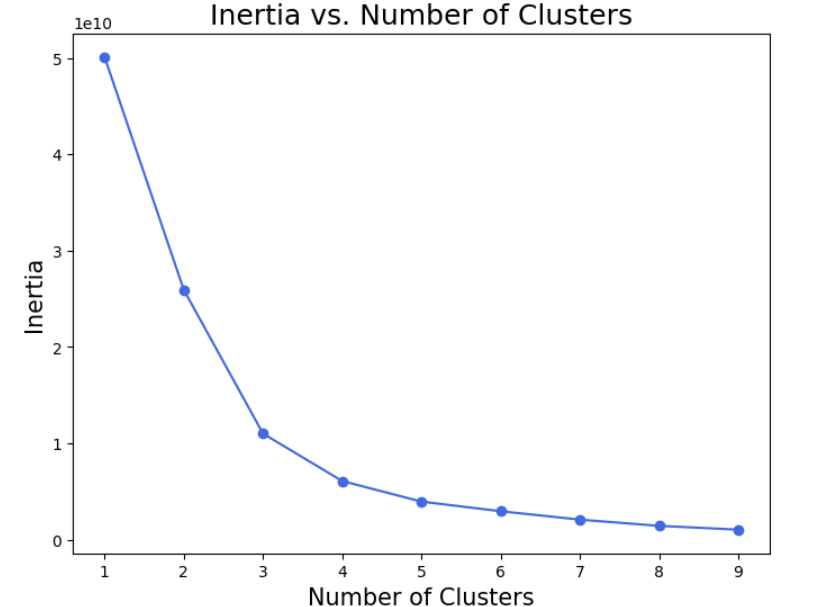 Inertia vs. Number of Clusters
1e10
5
4
3
2
1
0
Inertia
1 2 3 4 5 6 7 8 9
Number of Clusters